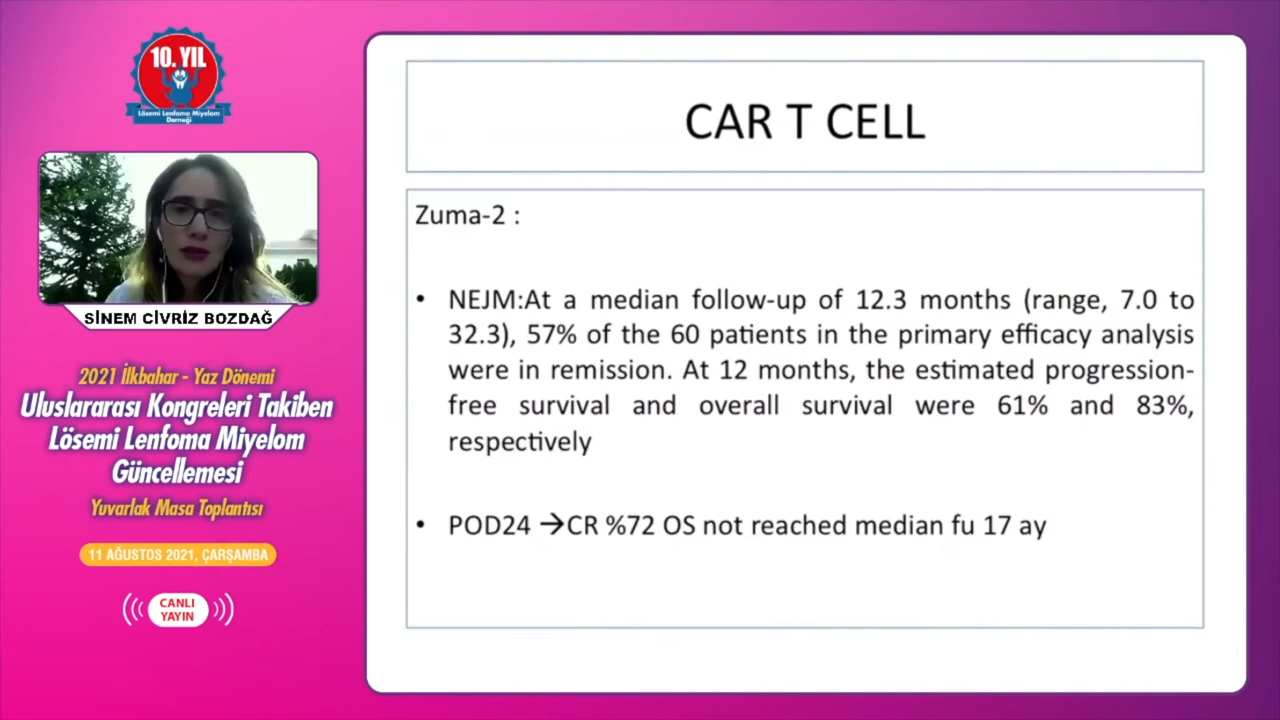 10. YIL
Lösemi Lenfoma Miyelom
Derneği
SİNEM CİVRİZ BOZDAĞ
2021 İlkbahar - Yaz Dönemi
Uluslararası Kongreleri Takiben
Lösemi Lenfoma Miyelom
Güncellemesi
Yuvarlak Masa Toplantısı
11 AĞUSTOS 2021, ÇARŞAMBA
CANLI
YAYIN
CAR T CELL
Zuma-2 :
• NEJM:At a median follow-up of 12.3 months (range, 7.0 to
32.3), 57% of the 60 patients in the primary efficacy analysis
were in remission. At 12 months, the estimated progression-
free survival and overall survival were 61% and 83%,
respectively
• POD24 →CR %72 OS not reached median fu 17 ay